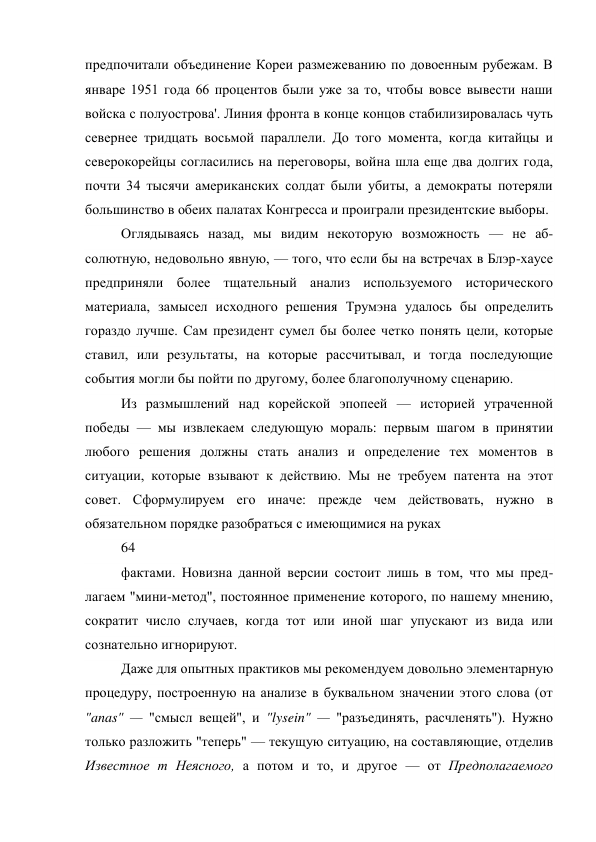 предпочитали объединение Кореи размежеванию по довоенным рубежам. В
январе 1951 года 66 процентов были уже за то, чтобы вовсе вывести наши
войска с полуострова'. Линия фронта в конце концов стабилизировалась чуть
севернее тридцать восьмой параллели. До того момента, когда китайцы и
северокорейцы согласились на переговоры, война шла еще два долгих года,
почти 34 тысячи американских солдат были убиты, а демократы потеряли
большинство в обеих палатах Конгресса и проиграли президентские выборы.
Оглядываясь назад, мы видим некоторую возможность — не аб-
солютную, недовольно явную, — того, что если бы на встречах в Блэр-хаусе
предприняли более тщательный анализ используемого исторического
материала, замысел исходного решения Трумэна удалось бы определить
гораздо лучше. Сам президент сумел бы более четко понять цели, которые
ставил, или результаты, на которые рассчитывал, и тогда последующие
события могли бы пойти по другому, более благополучному сценарию.
Из размышлений над корейской эпопеей — историей утраченной
победы — мы извлекаем следующую мораль: первым шагом в принятии
любого решения должны стать анализ и определение тех моментов в
ситуации, которые взывают к действию. Мы не требуем патента на этот
совет. Сформулируем его иначе: прежде чем действовать, нужно в
обязательном порядке разобраться с имеющимися на руках
64
фактами. Новизна данной версии состоит лишь в том, что мы пред-
лагаем "мини-метод", постоянное применение которого, по нашему мнению,
сократит число случаев, когда тот или иной шаг упускают из вида или
сознательно игнорируют.
Даже для опытных практиков мы рекомендуем довольно элементарную
процедуру, построенную на анализе в буквальном значении этого слова (от
"anas" — "смысл вещей", и "lysein" — "разъединять, расчленять"). Нужно
только разложить "теперь" — текущую ситуацию, на составляющие, отделив
Известное т Неясного, а потом и то, и другое — от Предполагаемого